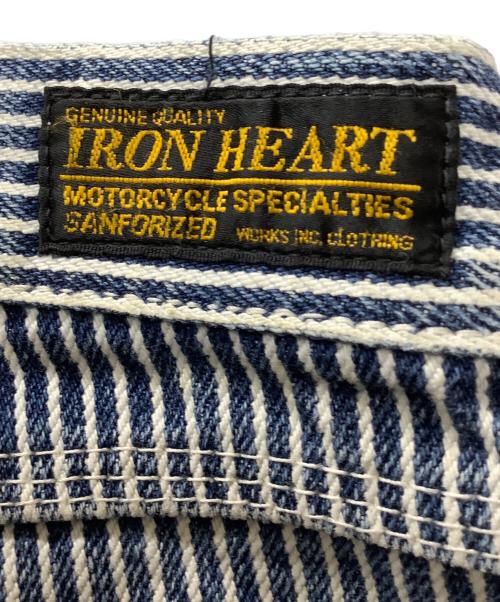 GENUINE QUALITY
IRON HEART
MOTORCYCLE SPECIALTIES
SANFORIZED WORKS INC. CLOTHING